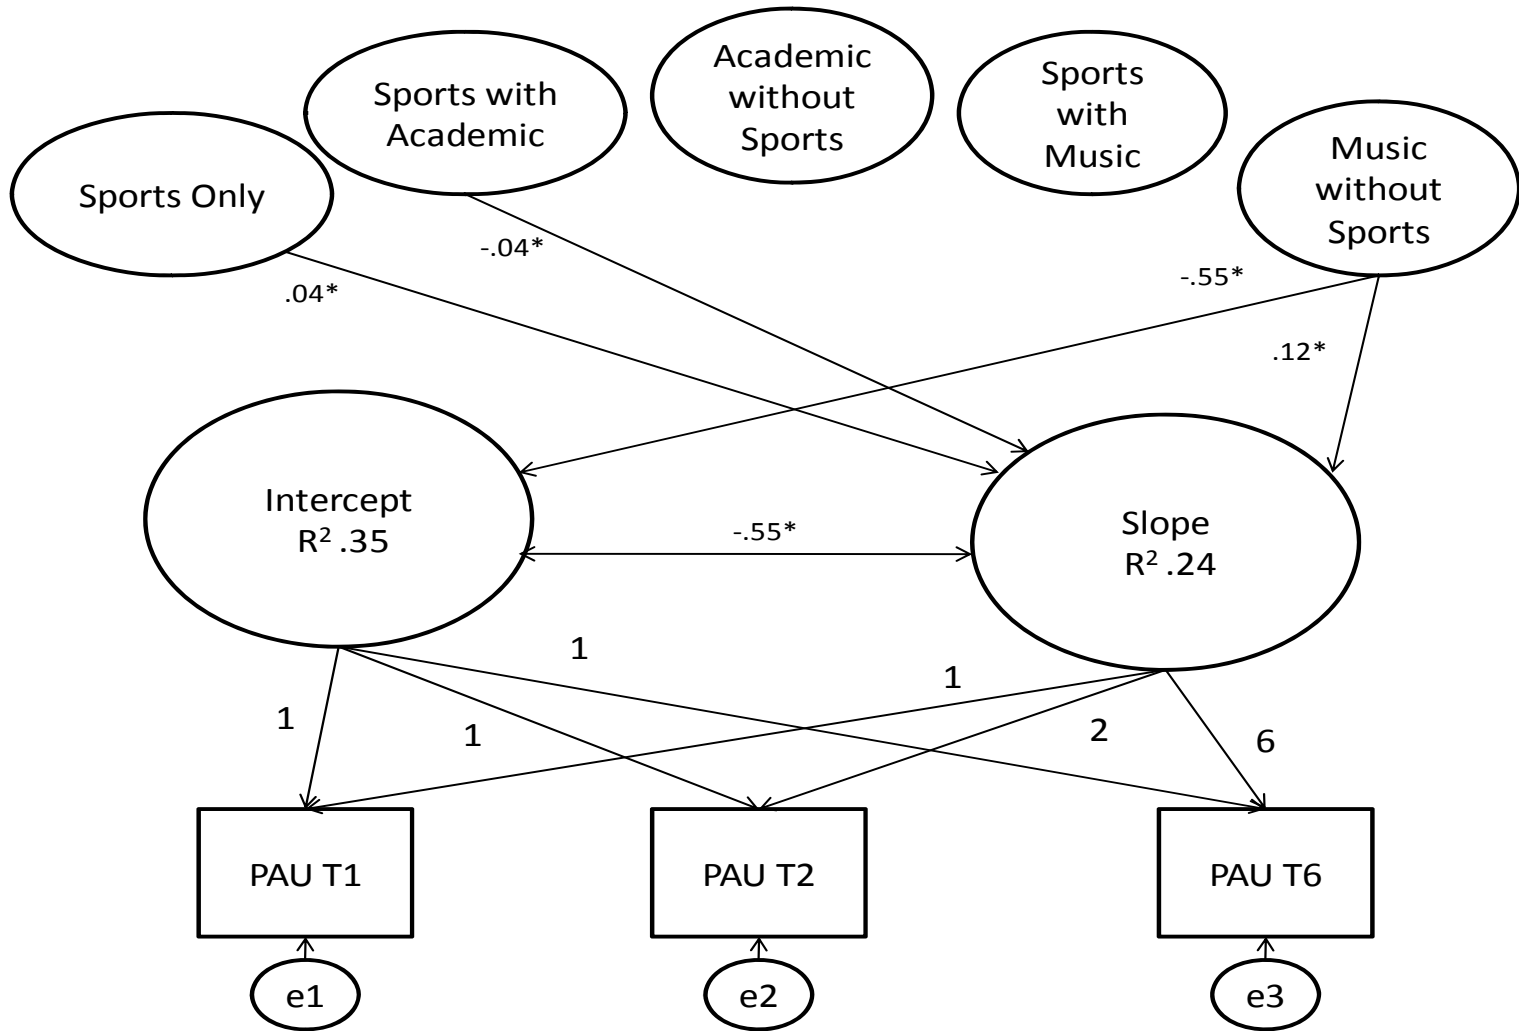 Sports Only
Sports with
Academic
Academic
without
Sports
Sports
with
Music
Music
without
Sports
.04*
-.04*
-.55*
.12*
Intercept
R² .35
-.55*
Slope
R² .24
1
1
1
1
2
6
PAU T1
PAU T2
PAU T6
e1
e2
e3